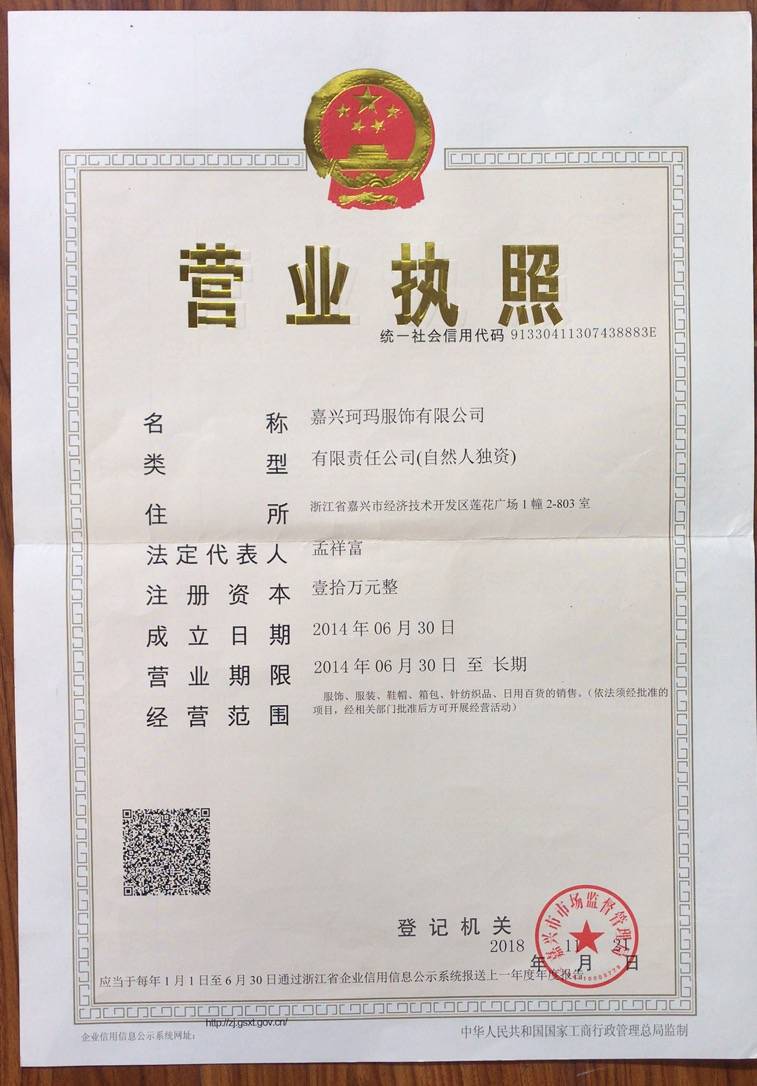 营业执照
统一社会信用代码 91330411307438883E
名称 嘉兴珂玛服饰有限公司
类型 有限责任公司(自然人独资)
住所 浙江省嘉兴市经济技术开发区莲花广场1幢2-803室
法定代表人 孟祥富
注册资本 壹拾万元整
成立日期 2014年06月30日
营业期限 2014年06月30日 至 长期
经营范围 服饰、服装、鞋帽、箱包、针纺织品、日用百货的销售。(依法须经批准的
项目,经相关部门批准后方可开展经营活动)
登记机关
嘉兴市市场监督管理局
2018 11 21
年 月 日
应当于每年1月1日至6月30日通过浙江省企业信用信息公示系统报送上一年度年度报告
http://zj.gsxt.gov.cn/
企业信用信息公示系统网址:
中华人民共和国国家工商行政管理总局监制